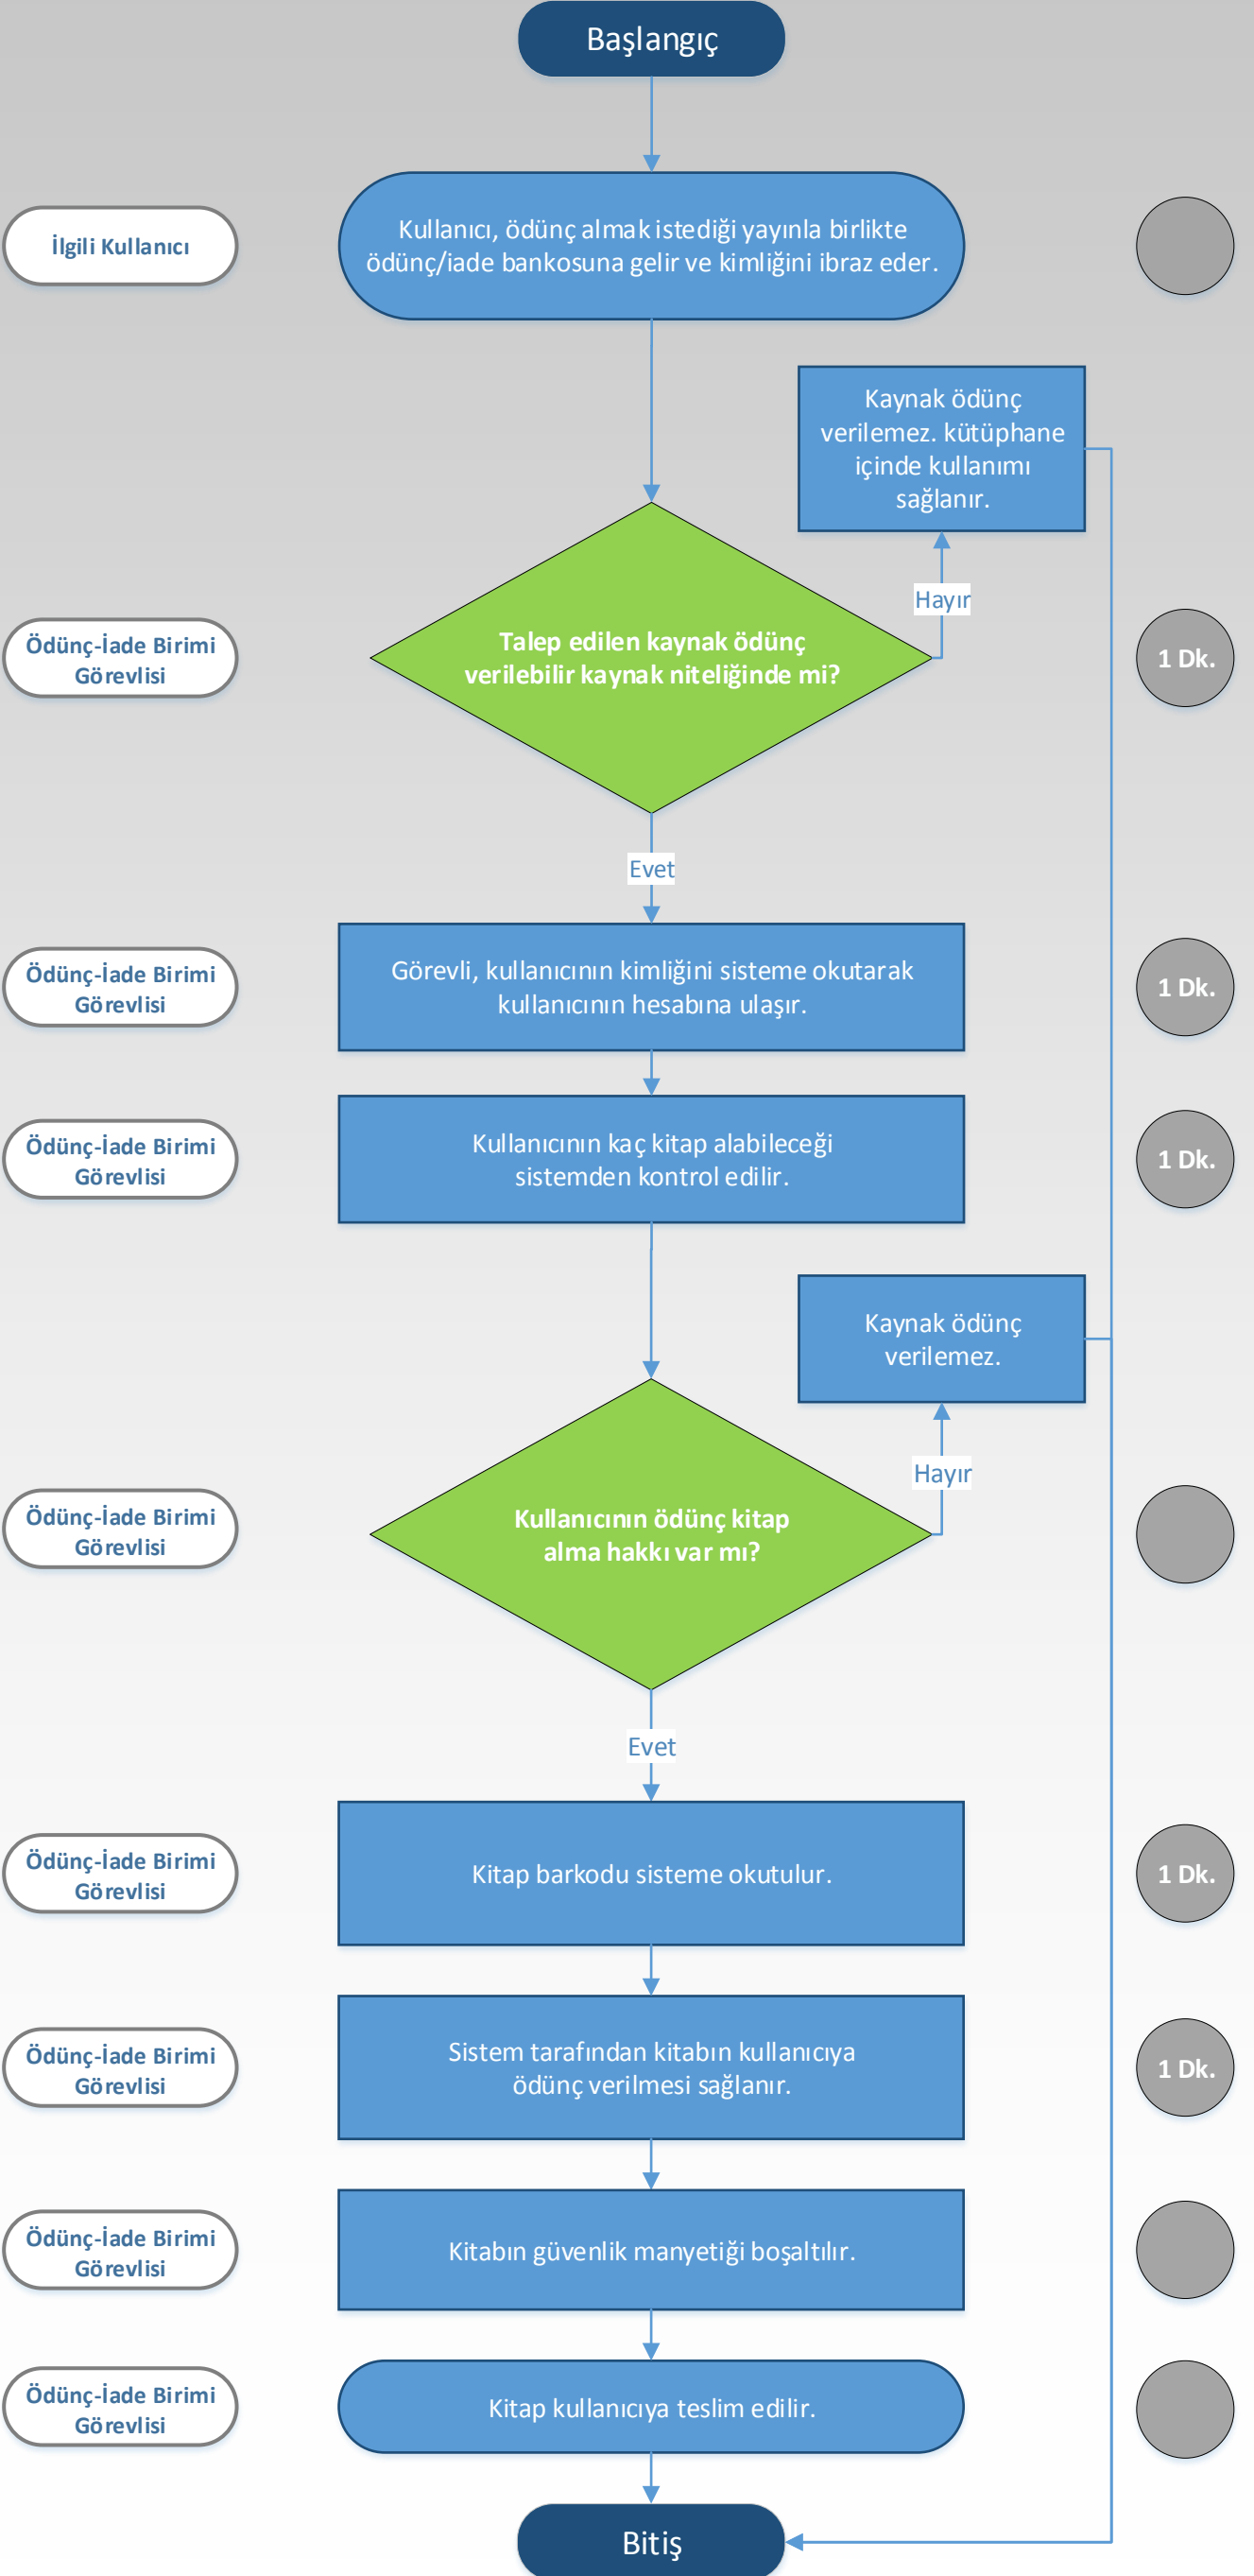 Başlangıç
İlgili Kullanıcı
Kullanıcı, ödünç almak istediği yayınla birlikte
ödünç/iade bankosuna gelir ve kimliğini ibraz eder.
Kaynak ödünç
verilemez. kütüphane
içinde kullanımı
sağlanır.
Hayır
Ödünç-İade Birimi
Görevlisi
Talep edilen kaynak ödünç
verilebilir kaynak niteliğinde mi?
1 Dk.
Evet
Ödünç-İade Birimi
Görevlisi
Görevli, kullanıcının kimliğini sisteme okutarak
kullanıcının hesabına ulaşır.
1 Dk.
Ödünç-İade Birimi
Görevlisi
Kullanıcının kaç kitap alabileceği
sistemden kontrol edilir.
1 Dk.
Kaynak ödünç
verilemez.
Hayır
Ödünç-İade Birimi
Görevlisi
Kullanıcının ödünç kitap
alma hakkı var mı?
Evet
Ödünç-İade Birimi
Görevlisi
Kitap barkodu sisteme okutulur.
1 Dk.
Ödünç-İade Birimi
Görevlisi
Sistem tarafından kitabın kullanıcıya
ödünç verilmesi sağlanır.
1 Dk.
Ödünç-İade Birimi
Görevlisi
Kitabın güvenlik manyetiği boşaltılır.
Ödünç-İade Birimi
Görevlisi
Kitap kullanıcıya teslim edilir.
Bitiş